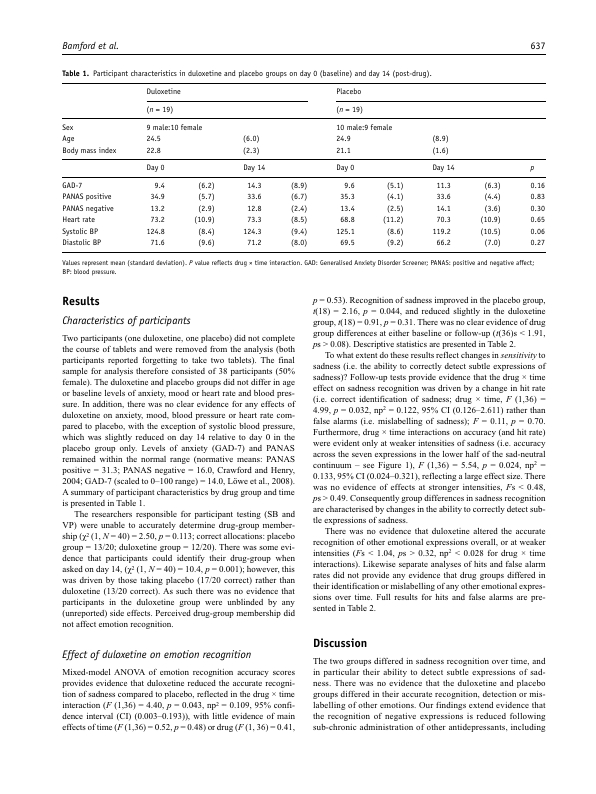 Bamford et al.
637
Table 1. Participant characteristics in duloxetine and placebo groups on day 0 (baseline) and day 14 (post-drug).
Duloxetine Placebo
(n = 19) (n = 19)
Sex 9 male:10 female 10 male:9 female
Age 24.5 (6.0) 24.9 (8.9)
Body mass index 22.8 (2.3) 21.1 (1.6)
Day 0 Day 14 Day 0 Day 14 p
GAD-7 9.4 (6.2) 14.3 (8.9) 9.6 (5.1) 11.3 (6.3) 0.16
PANAS positive 34.9 (5.7) 33.6 (6.7) 35.3 (4.1) 33.6 (4.4) 0.83
PANAS negative 13.2 (2.9) 12.8 (2.4) 13.4 (2.5) 14.1 (3.6) 0.30
Heart rate 73.2 (10.9) 73.3 (8.5) 68.8 (11.2) 70.3 (10.9) 0.65
Systolic BP 124.8 (8.4) 124.3 (9.4) 125.1 (8.6) 119.2 (10.5) 0.06
Diastolic BP 71.6 (9.6) 71.2 (8.0) 69.5 (9.2) 66.2 (7.0) 0.27
Values represent mean (standard deviation). P value reflects drug × time interaction. GAD: Generalised Anxiety Disorder Screener; PANAS: positive and negative affect;
BP: blood pressure.
Results
Characteristics of participants
Two participants (one duloxetine, one placebo) did not complete
the course of tablets and were removed from the analysis (both
participants reported forgetting to take two tablets). The final
sample for analysis therefore consisted of 38 participants (50%
female). The duloxetine and placebo groups did not differ in age
or baseline levels of anxiety, mood or heart rate and blood pres-
sure. In addition, there was no clear evidence for any effects of
duloxetine on anxiety, mood, blood pressure or heart rate com-
pared to placebo, with the exception of systolic blood pressure,
which was slightly reduced on day 14 relative to day 0 in the
placebo group only. Levels of anxiety (GAD-7) and PANAS
remained within the normal range (normative means: PANAS
positive = 31.3; PANAS negative = 16.0, Crawford and Henry,
2004; GAD-7 (scaled to 0–100 range) = 14.0, Löwe et al., 2008).
A summary of participant characteristics by drug group and time
is presented in Table 1.
The researchers responsible for participant testing (SB and
VP) were unable to accurately determine drug-group member-
ship (χ² (1, N = 40) = 2.50, p = 0.113; correct allocations: placebo
group = 13/20; duloxetine group = 12/20). There was some evi-
dence that participants could identify their drug-group when
asked on day 14, (χ² (1, N = 40) = 10.4, p = 0.001); however, this
was driven by those taking placebo (17/20 correct) rather than
duloxetine (13/20 correct). As such there was no evidence that
participants in the duloxetine group were unblinded by any
(unreported) side effects. Perceived drug-group membership did
not affect emotion recognition.
Effect of duloxetine on emotion recognition
Mixed-model ANOVA of emotion recognition accuracy scores
provides evidence that duloxetine reduced the accurate recogni-
tion of sadness compared to placebo, reflected in the drug × time
interaction (F (1,36) = 4.40, p = 0.043, np² = 0.109, 95% confi-
dence interval (CI) (0.003–0.193)), with little evidence of main
effects of time (F (1,36) = 0.52, p = 0.48) or drug (F (1, 36) = 0.41,
p = 0.53). Recognition of sadness improved in the placebo group,
t(18) = 2.16, p = 0.044, and reduced slightly in the duloxetine
group, t(18) = 0.91, p = 0.31. There was no clear evidence of drug
group differences at either baseline or follow-up (t(36)s < 1.91,
ps > 0.08). Descriptive statistics are presented in Table 2.
To what extent do these results reflect changes in sensitivity to
sadness (i.e. the ability to correctly detect subtle expressions of
sadness)? Follow-up tests provide evidence that the drug × time
effect on sadness recognition was driven by a change in hit rate
(i.e. correct identification of sadness; drug × time, F (1,36) =
4.99, p = 0.032, np² = 0.122, 95% CI (0.126–2.611) rather than
false alarms (i.e. mislabelling of sadness); F = 0.11, p = 0.70.
Furthermore, drug × time interactions on accuracy (and hit rate)
were evident only at weaker intensities of sadness (i.e. accuracy
across the seven expressions in the lower half of the sad-neutral
continuum – see Figure 1), F (1,36) = 5.54, p = 0.024, np² =
0.133, 95% CI (0.024–0.321), reflecting a large effect size. There
was no evidence of effects at stronger intensities, Fs < 0.48,
ps > 0.49. Consequently group differences in sadness recognition
are characterised by changes in the ability to correctly detect sub-
tle expressions of sadness.
There was no evidence that duloxetine altered the accurate
recognition of other emotional expressions overall, or at weaker
intensities (Fs < 1.04, ps > 0.32, np² < 0.028 for drug × time
interactions). Likewise separate analyses of hits and false alarm
rates did not provide any evidence that drug groups differed in
their identification or mislabelling of any other emotional expres-
sions over time. Full results for hits and false alarms are pre-
sented in Table 2.
Discussion
The two groups differed in sadness recognition over time, and
in particular their ability to detect subtle expressions of sad-
ness. There was no evidence that the duloxetine and placebo
groups differed in their accurate recognition, detection or mis-
labelling of other emotions. Our findings extend evidence that
the recognition of negative expressions is reduced following
sub-chronic administration of other antidepressants, including